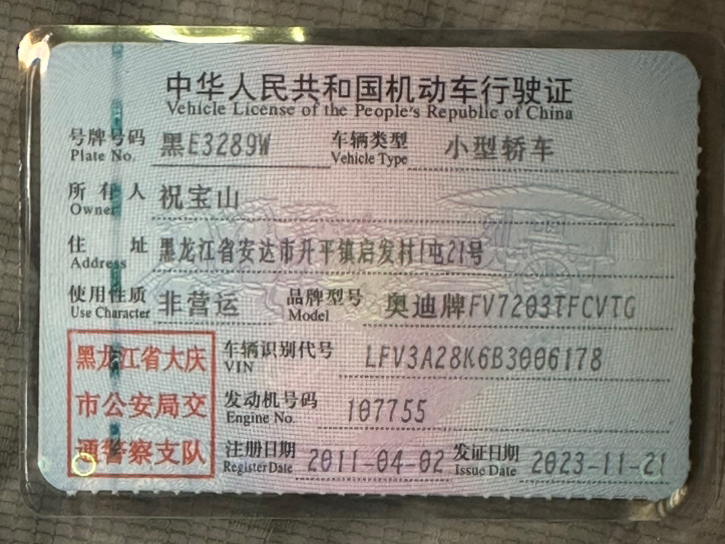 中华人民共和国机动车行驶证
Vehicle License of the People's Republic of China
号牌号码 黑E3289W 车辆类型 小型轿车
Plate No. Vehicle Type
所有人 祝宝山
Owner
住址 黑龙江省安达市升平镇启发村1屯21号
Address
使用性质 非营运 品牌型号 奥迪牌FV7203TFCVTG
Use Character Model
车辆识别代号 LFV3A28K6B3006178
VIN
发动机号码 107755
Engine No.
注册日期 2011-04-02 发证日期 2023-11-21
Register Date Issue Date
黑龙江省大庆
市公安局交
通警察支队